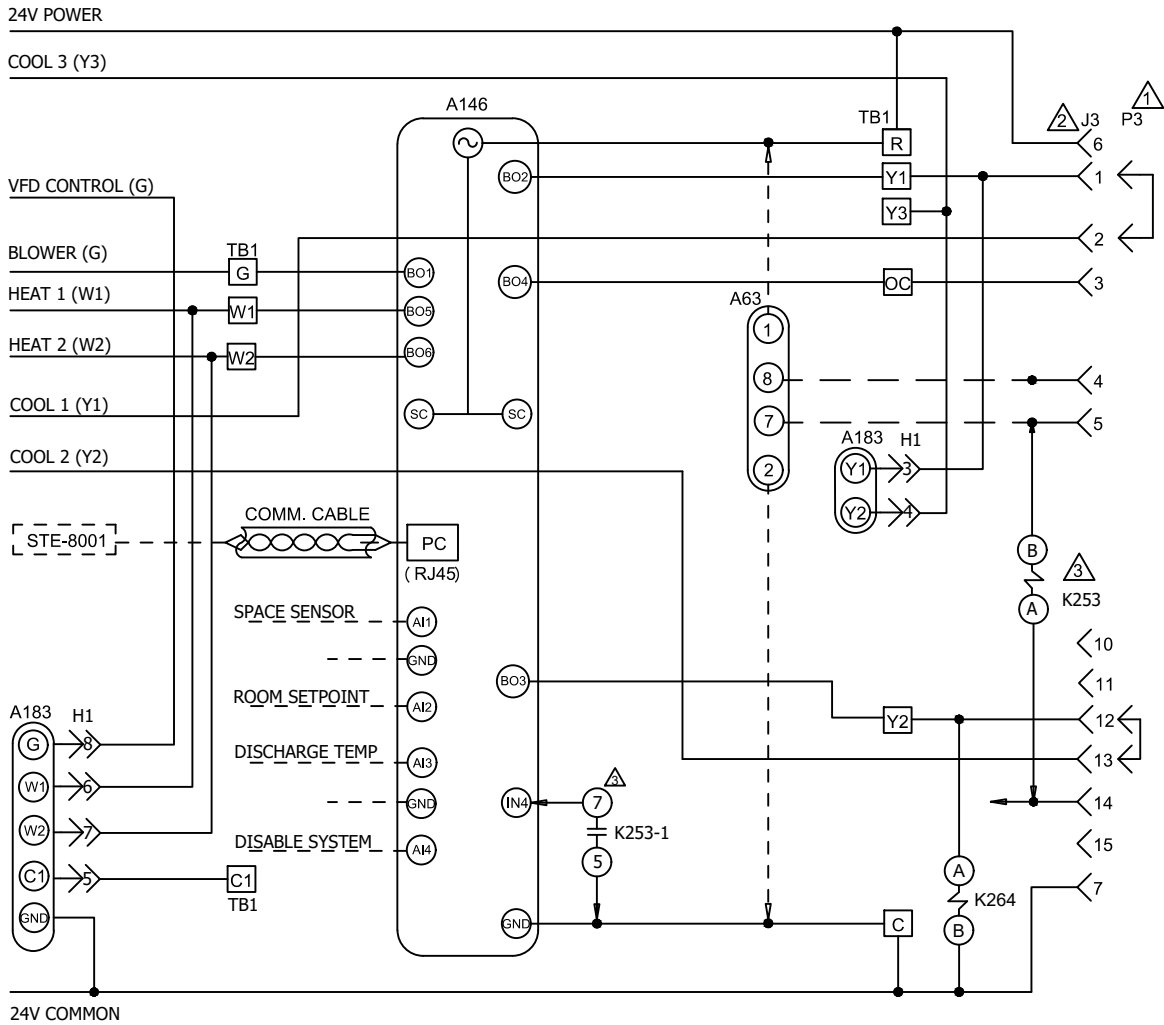 24V POWER
COOL 3 (Y3)
A146
1
2 J3 P3
TB1
R
6
VFD CONTROL (G)
BO2
Y1
1
Y3
BLOWER (G)
TB1
G
BO1
2
HEAT 1 (W1)
W1
BO5
BO4
OC
3
A63
1
HEAT 2 (W2)
W2
BO6
8
4
COOL 1 (Y1)
SC
SC
7
5
A183 H1
COOL 2 (Y2)
2
Y1
3
Y2
4
COMM. CABLE
STE-8001
PC
(RJ45)
B
3
K253
A
SPACE SENSOR
AI1
GND
10
ROOM SETPOINT
AI2
BO3
11
A183 H1
Y2
12
G
8
DISCHARGE TEMP
AI3
13
W1
6
GND
IN4
7
3
14
W2
7
K253-1
DISABLE SYSTEM
AI4
5
15
C1
5
C1
TB1
A
K264
7
GND
GND
C
B
24V COMMON